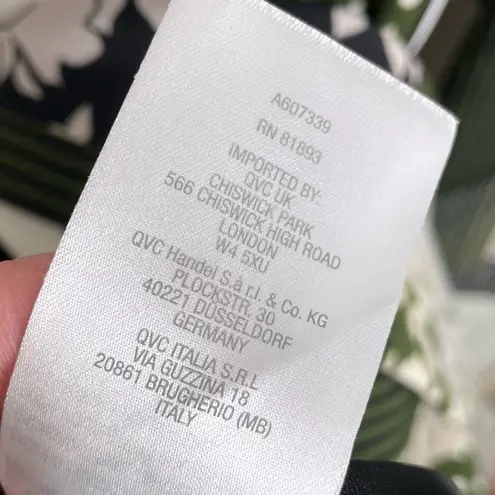 A607339
RN 81893
IMPORTED BY:
QVC UK
CHISWICK PARK
566 CHISWICK HIGH ROAD
LONDON
W4 5XU
QVC Handel S.à r.l. & Co. KG
PLOCKSTR. 30
40221 DÜSSELDORF
GERMANY
QVC ITALIA S.R.L
VIA GUZZINA 18
20861 BRUGHERIO (MB)
ITALY